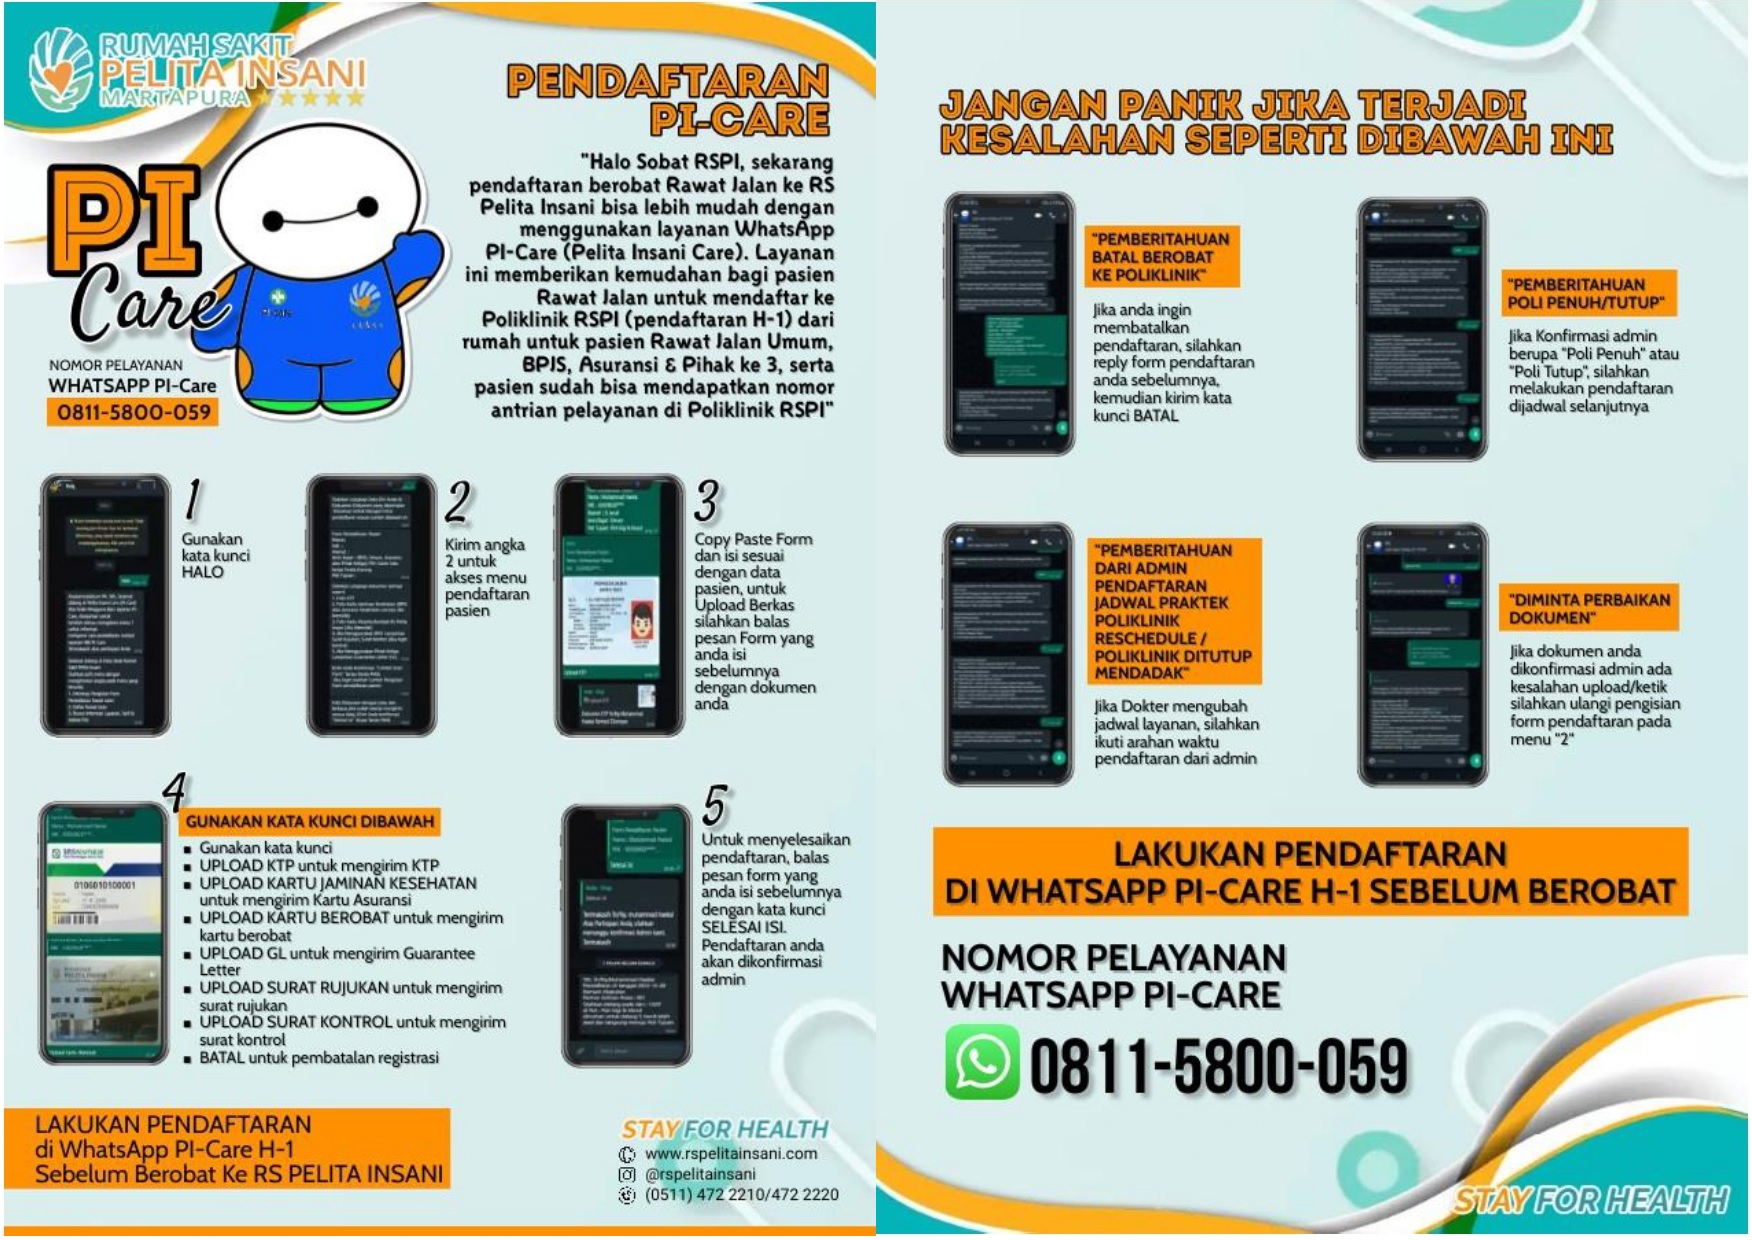 RUMAH SAKIT
PELITA INSANI
MARTAPURA
PI
Care
NOMOR PELAYANAN
WHATSAPP PI-Care
0811-5800-059
PENDAFTARAN
PI-CARE
"Halo Sobat RSPI, sekarang
pendaftaran berobat Rawat Jalan ke RS
Pelita Insani bisa lebih mudah dengan
menggunakan layanan WhatsApp
PI-Care (Pelita Insani Care). Layanan
ini memberikan kemudahan bagi pasien
Rawat Jalan untuk mendaftar ke
Poliklinik RSPI (pendaftaran H-1) dari
rumah untuk pasien Rawat Jalan Umum,
BPJS, Asuransi & Pihak ke 3, serta
pasien sudah bisa mendapatkan nomor
antrian pelayanan di Poliklinik RSPI"
1
Gunakan
kata kunci
HALO
2
Kirim angka
2 untuk
akses menu
pendaftaran
pasien
3
Copy Paste Form
dan isi sesuai
dengan data
pasien, untuk
Upload Berkas
silahkan balas
pesan Form yang
anda isi
sebelumnya
dengan dokumen
anda
4
0106010100001
GUNAKAN KATA KUNCI DIBAWAH
▪ Gunakan kata kunci
▪ UPLOAD KTP untuk mengirim KTP
▪ UPLOAD KARTU JAMINAN KESEHATAN
untuk mengirim Kartu Asuransi
▪ UPLOAD KARTU BEROBAT untuk mengirim
kartu berobat
▪ UPLOAD GL untuk mengirim Guarantee
Letter
▪ UPLOAD SURAT RUJUKAN untuk mengirim
surat rujukan
▪ UPLOAD SURAT KONTROL untuk mengirim
surat kontrol
▪ BATAL untuk pembatalan registrasi
5
Untuk menyelesaikan
pendaftaran, balas
pesan form yang
anda isi sebelumnya
dengan kata kunci
SELESAI ISI.
Pendaftaran anda
akan dikonfirmasi
admin
LAKUKAN PENDAFTARAN
di WhatsApp PI-Care H-1
Sebelum Berobat Ke RS PELITA INSANI
STAY FOR HEALTH
www.rspelitainsani.com
@rspelitainsani
(0511) 472 2210/472 2220
JANGAN PANIK JIKA TERJADI
KESALAHAN SEPERTI DIBAWAH INI
"PEMBERITAHUAN
BATAL BEROBAT
KE POLIKLINIK"
Jika anda ingin
membatalkan
pendaftaran, silahkan
reply form pendaftaran
anda sebelumnya,
kemudian kirim kata
kunci BATAL
"PEMBERITAHUAN
POLI PENUH/TUTUP"
Jika Konfirmasi admin
berupa "Poli Penuh" atau
"Poli Tutup", silahkan
melakukan pendaftaran
dijadwal selanjutnya
"PEMBERITAHUAN
DARI ADMIN
PENDAFTARAN
JADWAL PRAKTEK
POLIKLINIK
RESCHEDULE /
POLIKLINIK DITUTUP
MENDADAK"
Jika Dokter mengubah
jadwal layanan, silahkan
ikuti arahan waktu
pendaftaran dari admin
"DIMINTA PERBAIKAN
DOKUMEN"
Jika dokumen anda
dikonfirmasi admin ada
kesalahan upload/ketik
silahkan ulangi pengisian
form pendaftaran pada
menu "2"
LAKUKAN PENDAFTARAN
DI WHATSAPP PI-CARE H-1 SEBELUM BEROBAT
NOMOR PELAYANAN
WHATSAPP PI-CARE
0811-5800-059
STAY FOR HEALTH